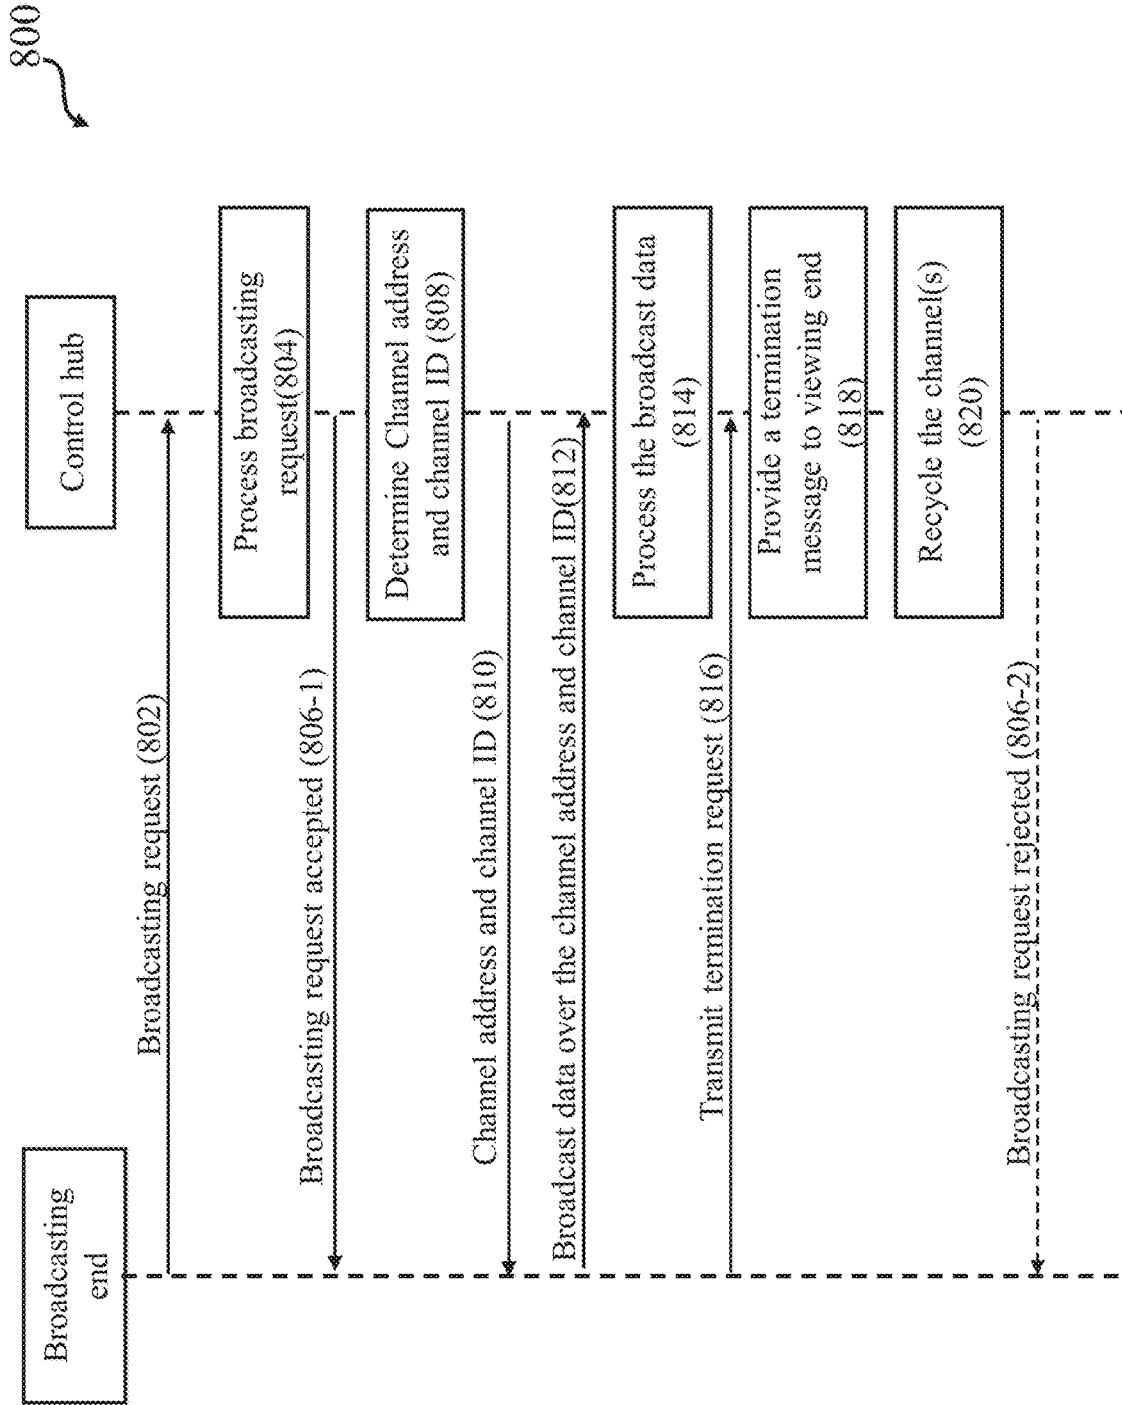 800
Broadcasting
end
Control hub
Broadcasting request (802)
Process broadcasting
request(804)
Broadcasting request accepted (806-1)
Determine Channel address
and channel ID (808)
Channel address and channel ID (810)
Broadcast data over the channel address and channel ID(812)
Process the broadcast data
(814)
Transmit termination request (816)
Provide a termination
message to viewing end
(818)
Recycle the channel(s)
(820)
Broadcasting request rejected (806-2)